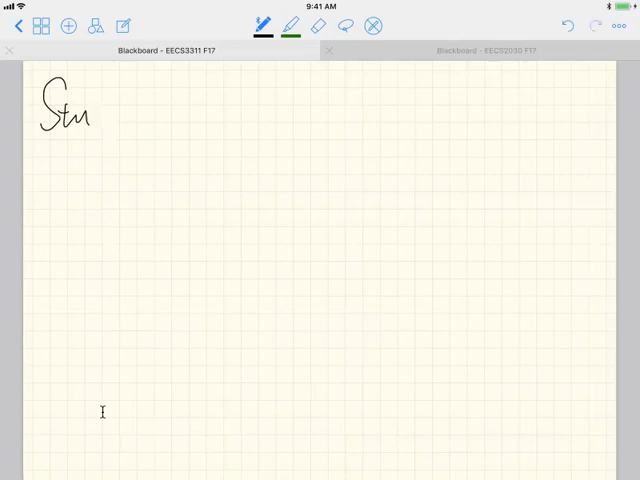 9:41 AM
Blackboard - EECS3311 F17
Blackboard - EECS2030 F17
Stu